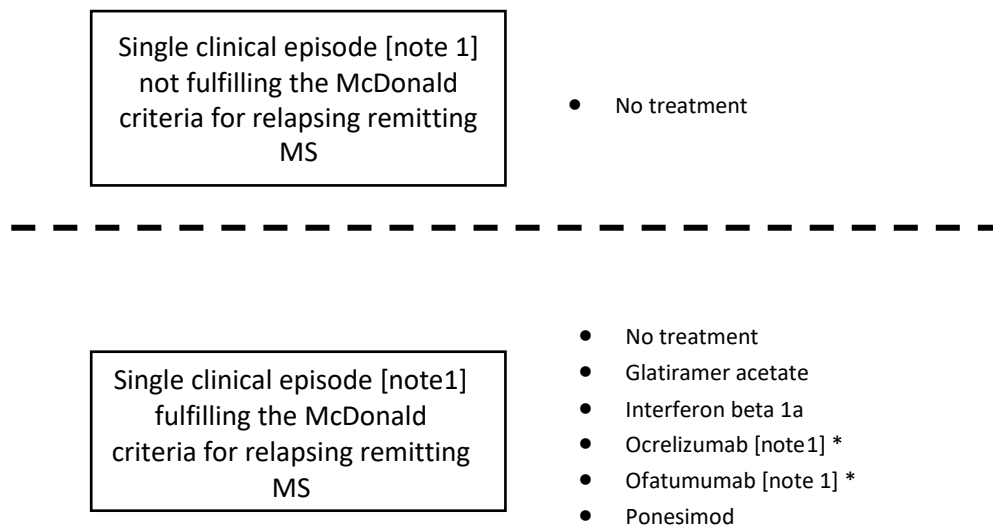 Single clinical episode [note 1]
not fulfilling the McDonald
criteria for relapsing remitting
MS
• No treatment
Single clinical episode [note1]
fulfilling the McDonald
criteria for relapsing remitting
MS
• No treatment
• Glatiramer acetate
• Interferon beta 1a
• Ocrelizumab [note1] *
• Ofatumumab [note 1] *
• Ponesimod